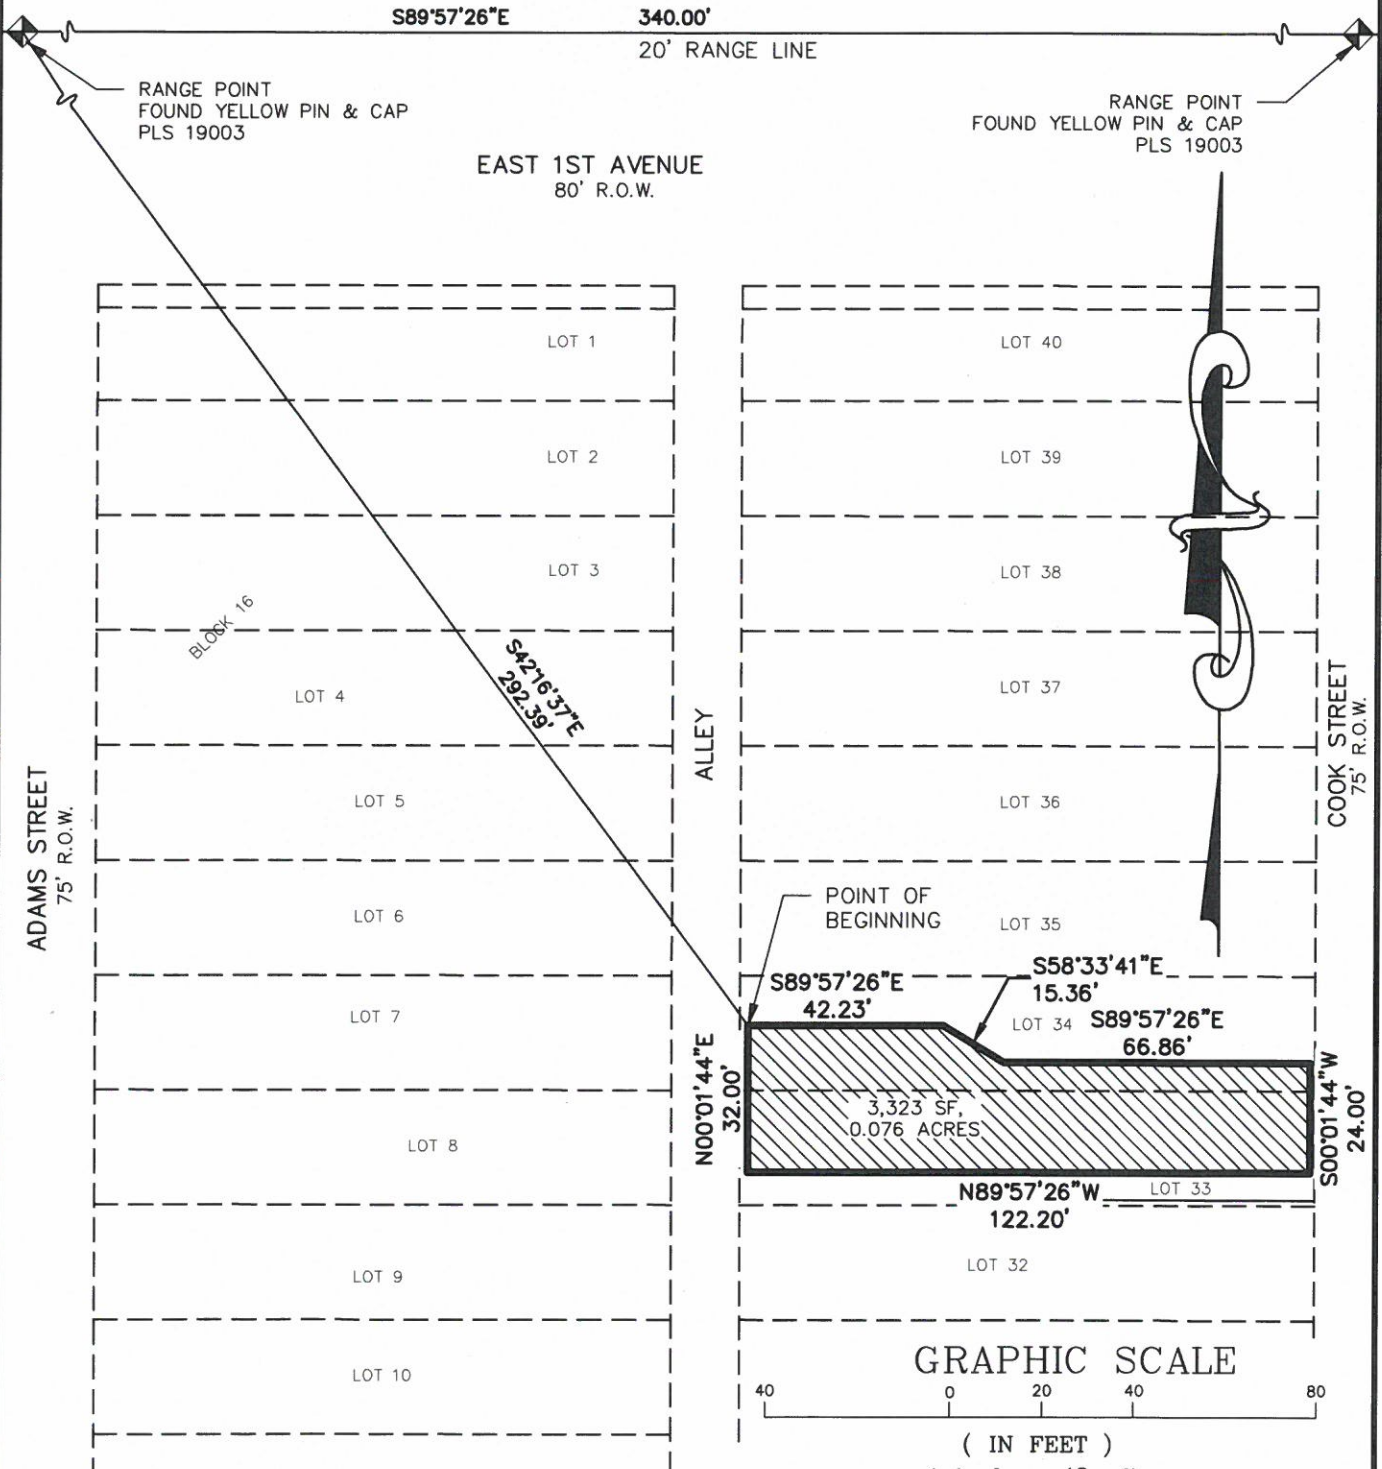 S89°57'26"E 340.00'
20' RANGE LINE
RANGE POINT
FOUND YELLOW PIN & CAP
PLS 19003
RANGE POINT
FOUND YELLOW PIN & CAP
PLS 19003
EAST 1ST AVENUE
80' R.O.W.
LOT 1
LOT 40
LOT 2
LOT 39
LOT 3
LOT 38
BLOCK 16
LOT 4
S42°16'37"E
292.39'
LOT 37
ALLEY
COOK STREET
75' R.O.W.
ADAMS STREET
75' R.O.W.
LOT 5
LOT 36
LOT 6
POINT OF
BEGINNING
LOT 35
S89°57'26"E
42.23'
S58°33'41"E
15.36'
LOT 7
LOT 34
S89°57'26"E
66.86'
N00°01'44"E
32.00'
3,323 SF,
0.076 ACRES
S00°01'44"W
24.00'
LOT 8
N89°57'26"W
122.20'
LOT 33
LOT 9
LOT 32
LOT 10
GRAPHIC SCALE
40 0 20 40 80
( IN FEET )